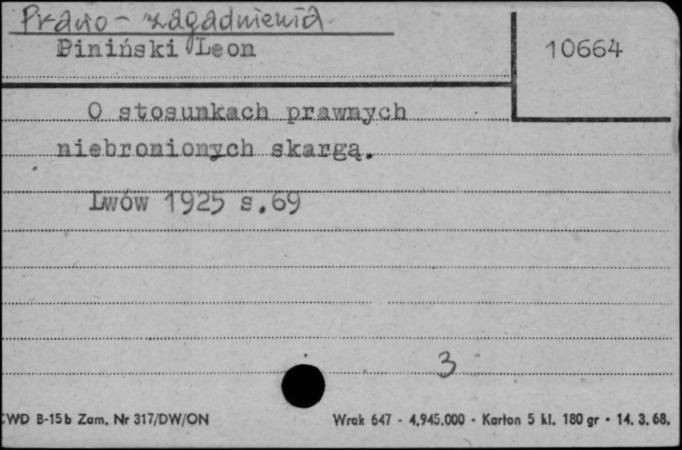 Prawo - zagadnienia
Piniński Leon
10664
O stosunkach prawnych
niebronionych skargą.
Lwów 1925 s.69
3
CWD B-15b Zam. Nr 317/DW/ON
Wrak 647 - 4.945.000 - Karton 5 kl. 180 gr - 14. 3. 68.